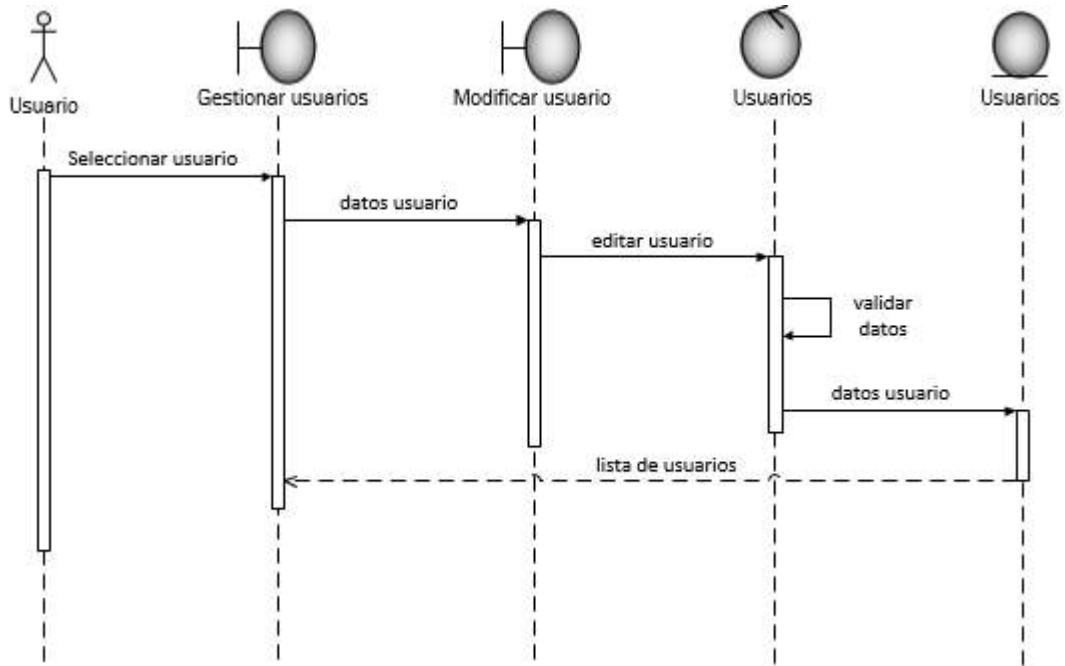 Usuario
Gestionar usuarios
Modificar usuario
Usuarios
Usuarios
Seleccionar usuario
datos usuario
editar usuario
validar
datos
datos usuario
lista de usuarios